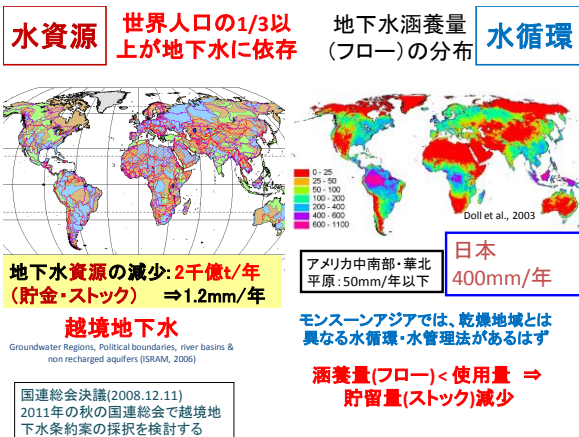 水資源
世界人口の1/3以
上が地下水に依存
地下水涵養量
（フロー）の分布
水循環
0 - 25
25 - 50
50 - 100
100 - 200
200 - 400
400 - 600
600 - 1100
Doll et al., 2003
地下水資源の減少：2千億t/年
（貯金・ストック）　⇒1.2mm/年
越境地下水
Groundwater Regions, Political boundaries, river basins &
non recharged aquifers (ISRAM, 2006)
国連総会決議(2008.12.11)
2011年の秋の国連総会で越境地
下水条約案の採択を検討する
アメリカ中南部・華北
平原：50mm/年以下
日本
400mm/年
モンスーンアジアでは、乾燥地域とは
異なる水循環・水管理法があるはず
涵養量(フロー)＜使用量　⇒
貯留量(ストック)減少